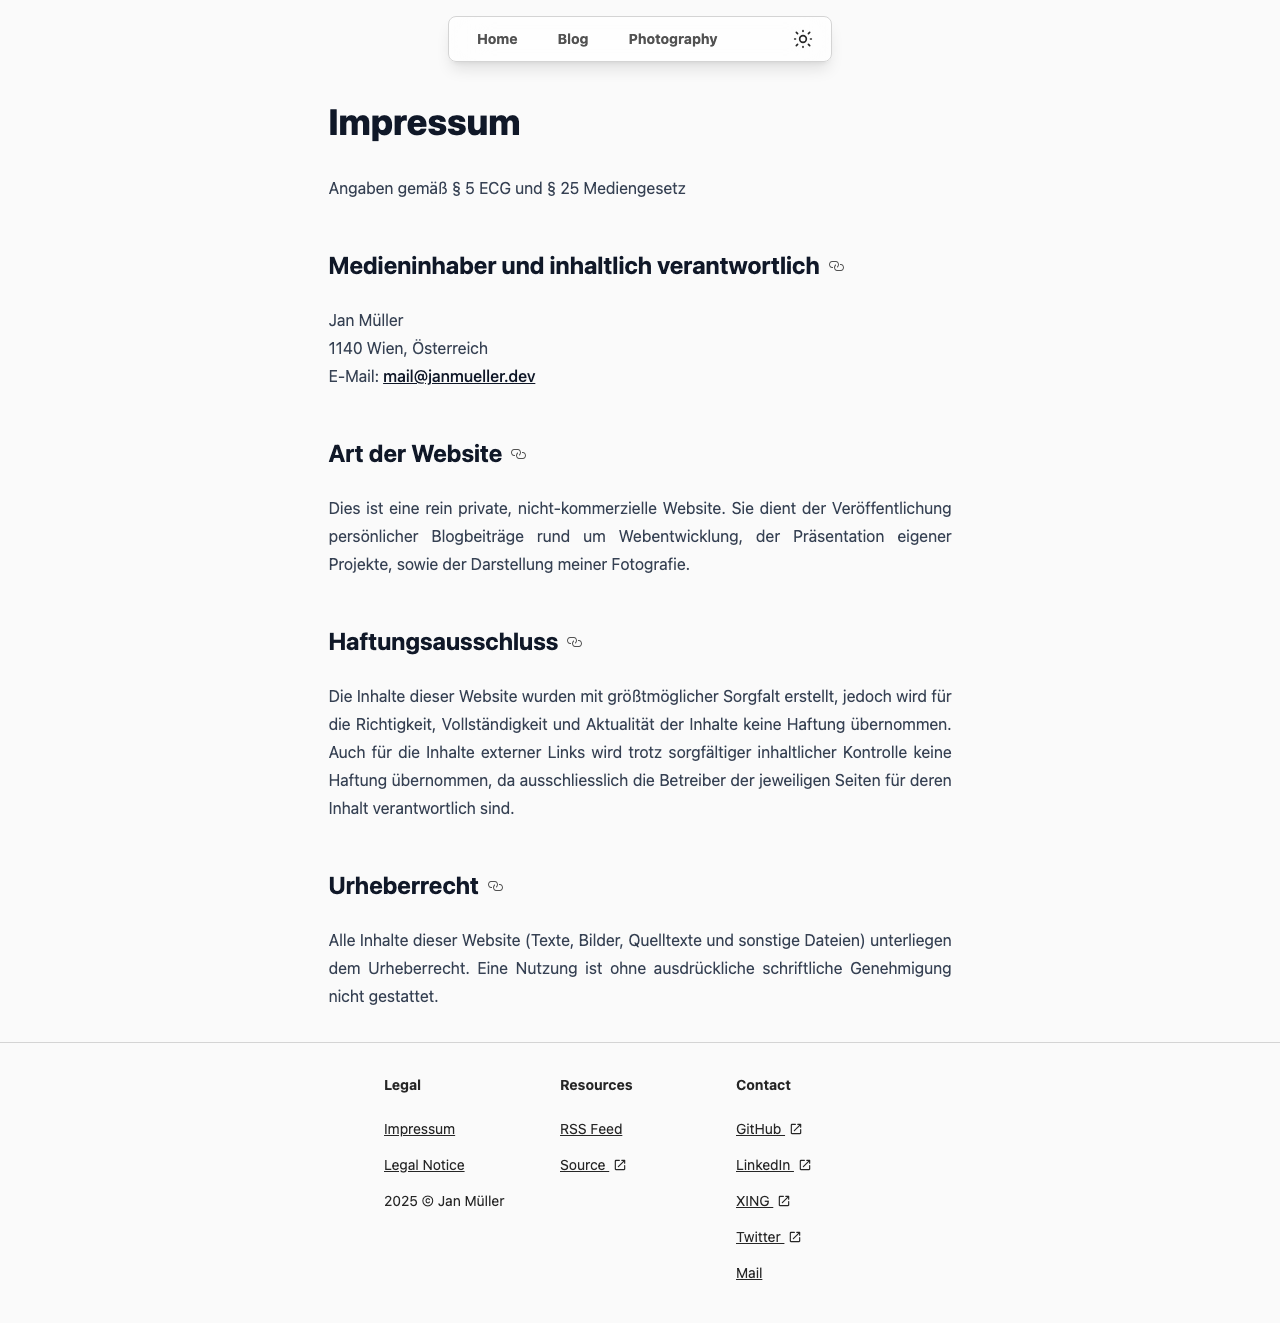 Home Blog Photography
Impressum
Angaben gemäß § 5 ECG und § 25 Mediengesetz
Medieninhaber und inhaltlich verantwortlich
Jan Müller
1140 Wien, Österreich
E-Mail: mail@janmueller.dev
Art der Website
Dies ist eine rein private, nicht-kommerzielle Website. Sie dient der Veröffentlichung
persönlicher Blogbeiträge rund um Webentwicklung, der Präsentation eigener
Projekte, sowie der Darstellung meiner Fotografie.
Haftungsausschluss
Die Inhalte dieser Website wurden mit größtmöglicher Sorgfalt erstellt, jedoch wird für
die Richtigkeit, Vollständigkeit und Aktualität der Inhalte keine Haftung übernommen.
Auch für die Inhalte externer Links wird trotz sorgfältiger inhaltlicher Kontrolle keine
Haftung übernommen, da ausschliesslich die Betreiber der jeweiligen Seiten für deren
Inhalt verantwortlich sind.
Urheberrecht
Alle Inhalte dieser Website (Texte, Bilder, Quelltexte und sonstige Dateien) unterliegen
dem Urheberrecht. Eine Nutzung ist ohne ausdrückliche schriftliche Genehmigung
nicht gestattet.
Legal
Impressum
Legal Notice
2025 © Jan Müller
Resources
RSS Feed
Source
Contact
GitHub
LinkedIn
XING
Twitter
Mail